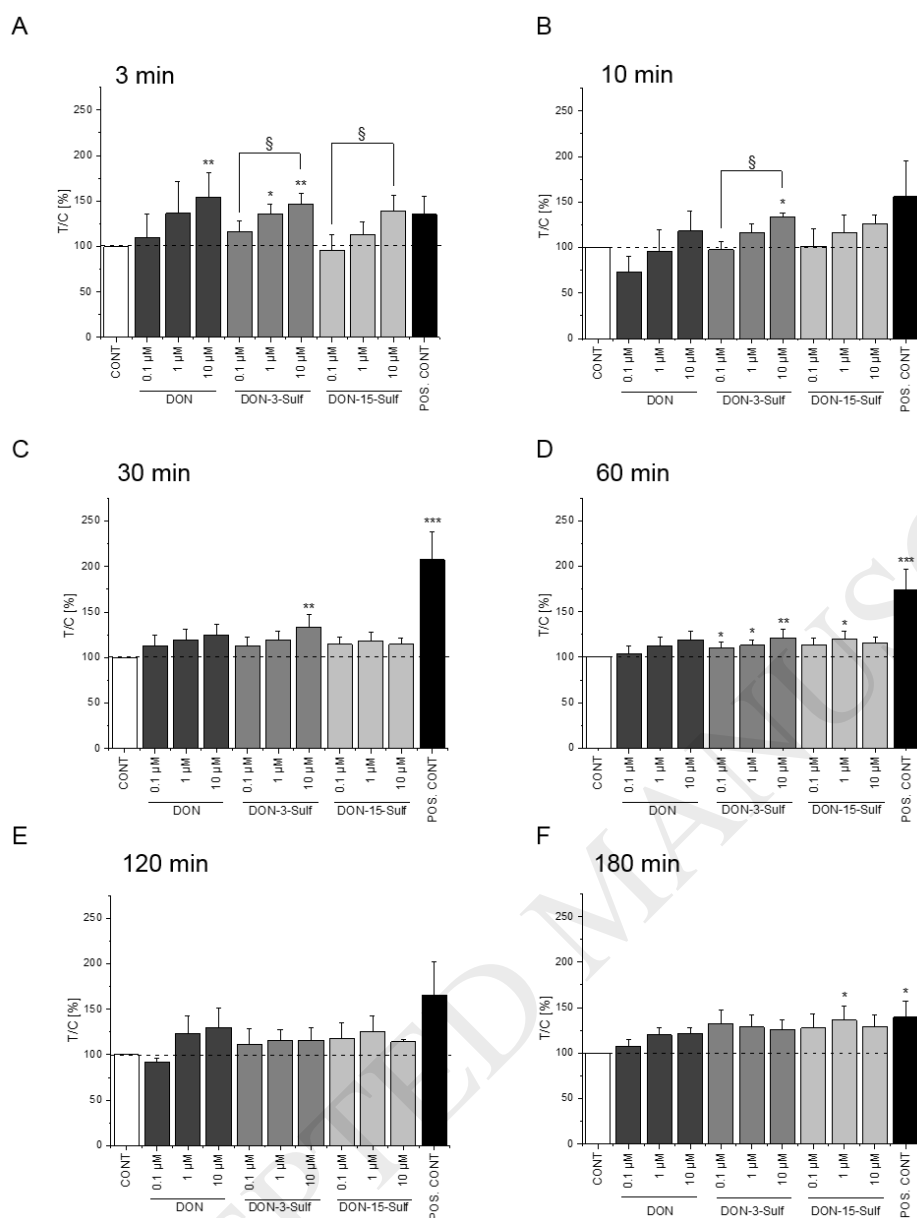 A
3 min
T/C [%]
250
200
150
100
50
0
§
§
**
*
**
CONT
0.1 µM
1 µM
10 µM
0.1 µM
1 µM
10 µM
0.1 µM
1 µM
10 µM
POS. CONT
DON
DON-3-Sulf
DON-15-Sulf
B
10 min
T/C [%]
250
200
150
100
50
0
§
*
CONT
0.1 µM
1 µM
10 µM
0.1 µM
1 µM
10 µM
0.1 µM
1 µM
10 µM
POS. CONT
DON
DON-3-Sulf
DON-15-Sulf
C
30 min
T/C [%]
250
200
150
100
50
0
**
***
CONT
0.1 µM
1 µM
10 µM
0.1 µM
1 µM
10 µM
0.1 µM
1 µM
10 µM
POS. CONT
DON
DON-3-Sulf
DON-15-Sulf
D
60 min
T/C [%]
250
200
150
100
50
0
*
*
**
*
***
CONT
0.1 µM
1 µM
10 µM
0.1 µM
1 µM
10 µM
0.1 µM
1 µM
10 µM
POS. CONT
DON
DON-3-Sulf
DON-15-Sulf
E
120 min
T/C [%]
250
200
150
100
50
0
CONT
0.1 µM
1 µM
10 µM
0.1 µM
1 µM
10 µM
0.1 µM
1 µM
10 µM
POS. CONT
DON
DON-3-Sulf
DON-15-Sulf
F
180 min
T/C [%]
250
200
150
100
50
0
*
*
CONT
0.1 µM
1 µM
10 µM
0.1 µM
1 µM
10 µM
0.1 µM
1 µM
10 µM
POS. CONT
DON
DON-3-Sulf
DON-15-Sulf